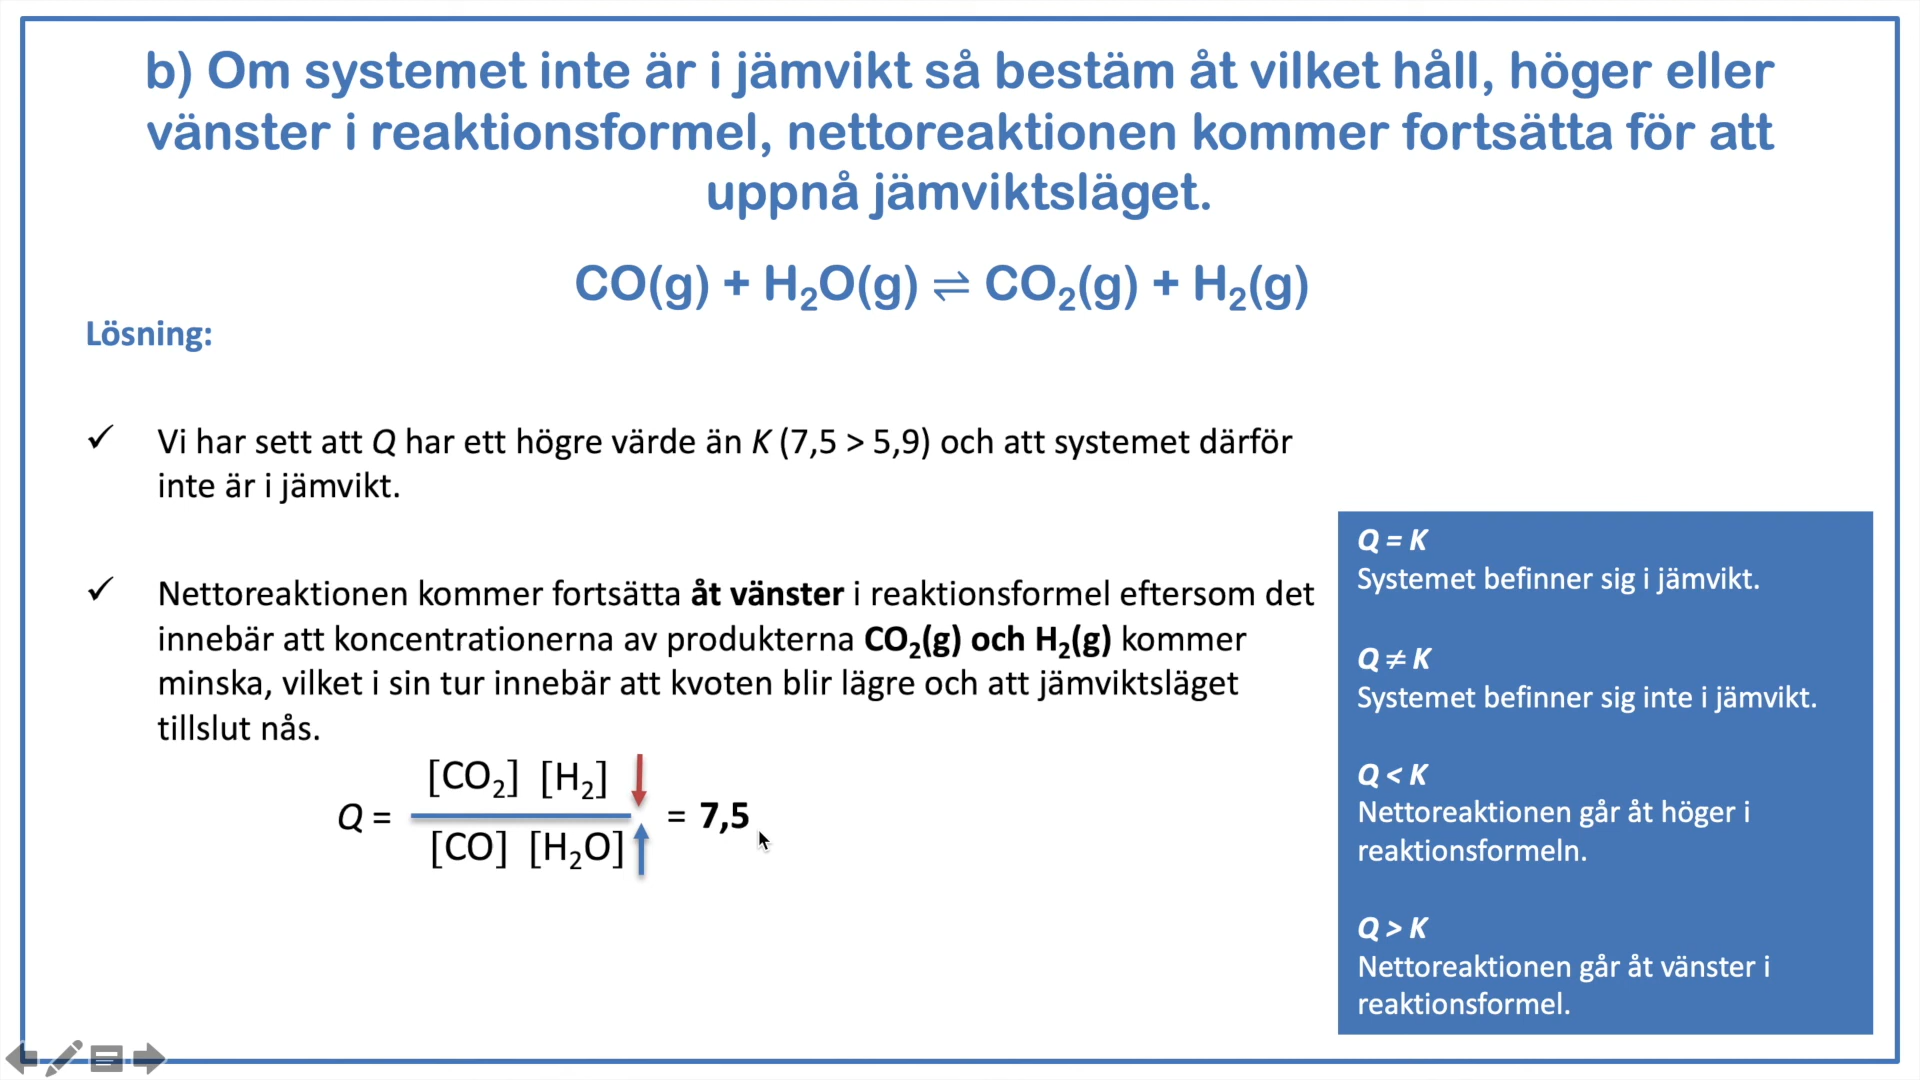 b) Om systemet inte är i jämvikt så bestäm åt vilket håll, höger eller
vänster i reaktionsformel, nettoreaktionen kommer fortsätta för att
uppnå jämviktsläget.
CO(g) + H₂O(g) ⇌ CO₂(g) + H₂(g)
Lösning:
✓ Vi har sett att Q har ett högre värde än K (7,5 > 5,9) och att systemet därför
inte är i jämvikt.
✓ Nettoreaktionen kommer fortsätta åt vänster i reaktionsformel eftersom det
innebär att koncentrationerna av produkterna CO₂(g) och H₂(g) kommer
minska, vilket i sin tur innebär att kvoten blir lägre och att jämviktsläget
tillslut nås.
[CO₂] [H₂]
Q = = 7,5
[CO] [H₂O]
Q = K
Systemet befinner sig i jämvikt.
Q ≠ K
Systemet befinner sig inte i jämvikt.
Q < K
Nettoreaktionen går åt höger i
reaktionsformeln.
Q > K
Nettoreaktionen går åt vänster i
reaktionsformel.